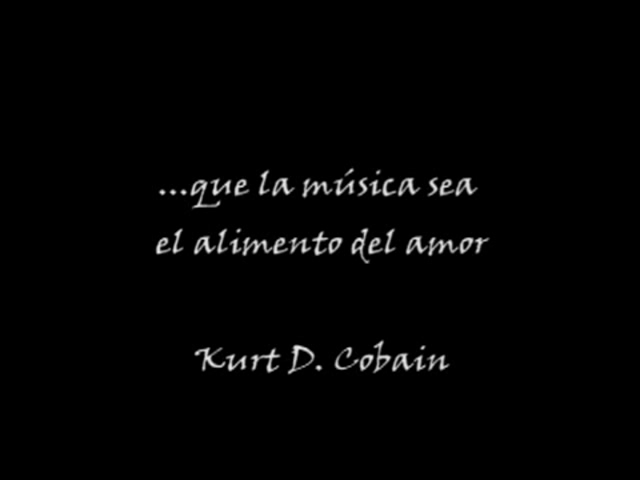 ...que la música sea
el alimento del amor
Kurt D. Cobain